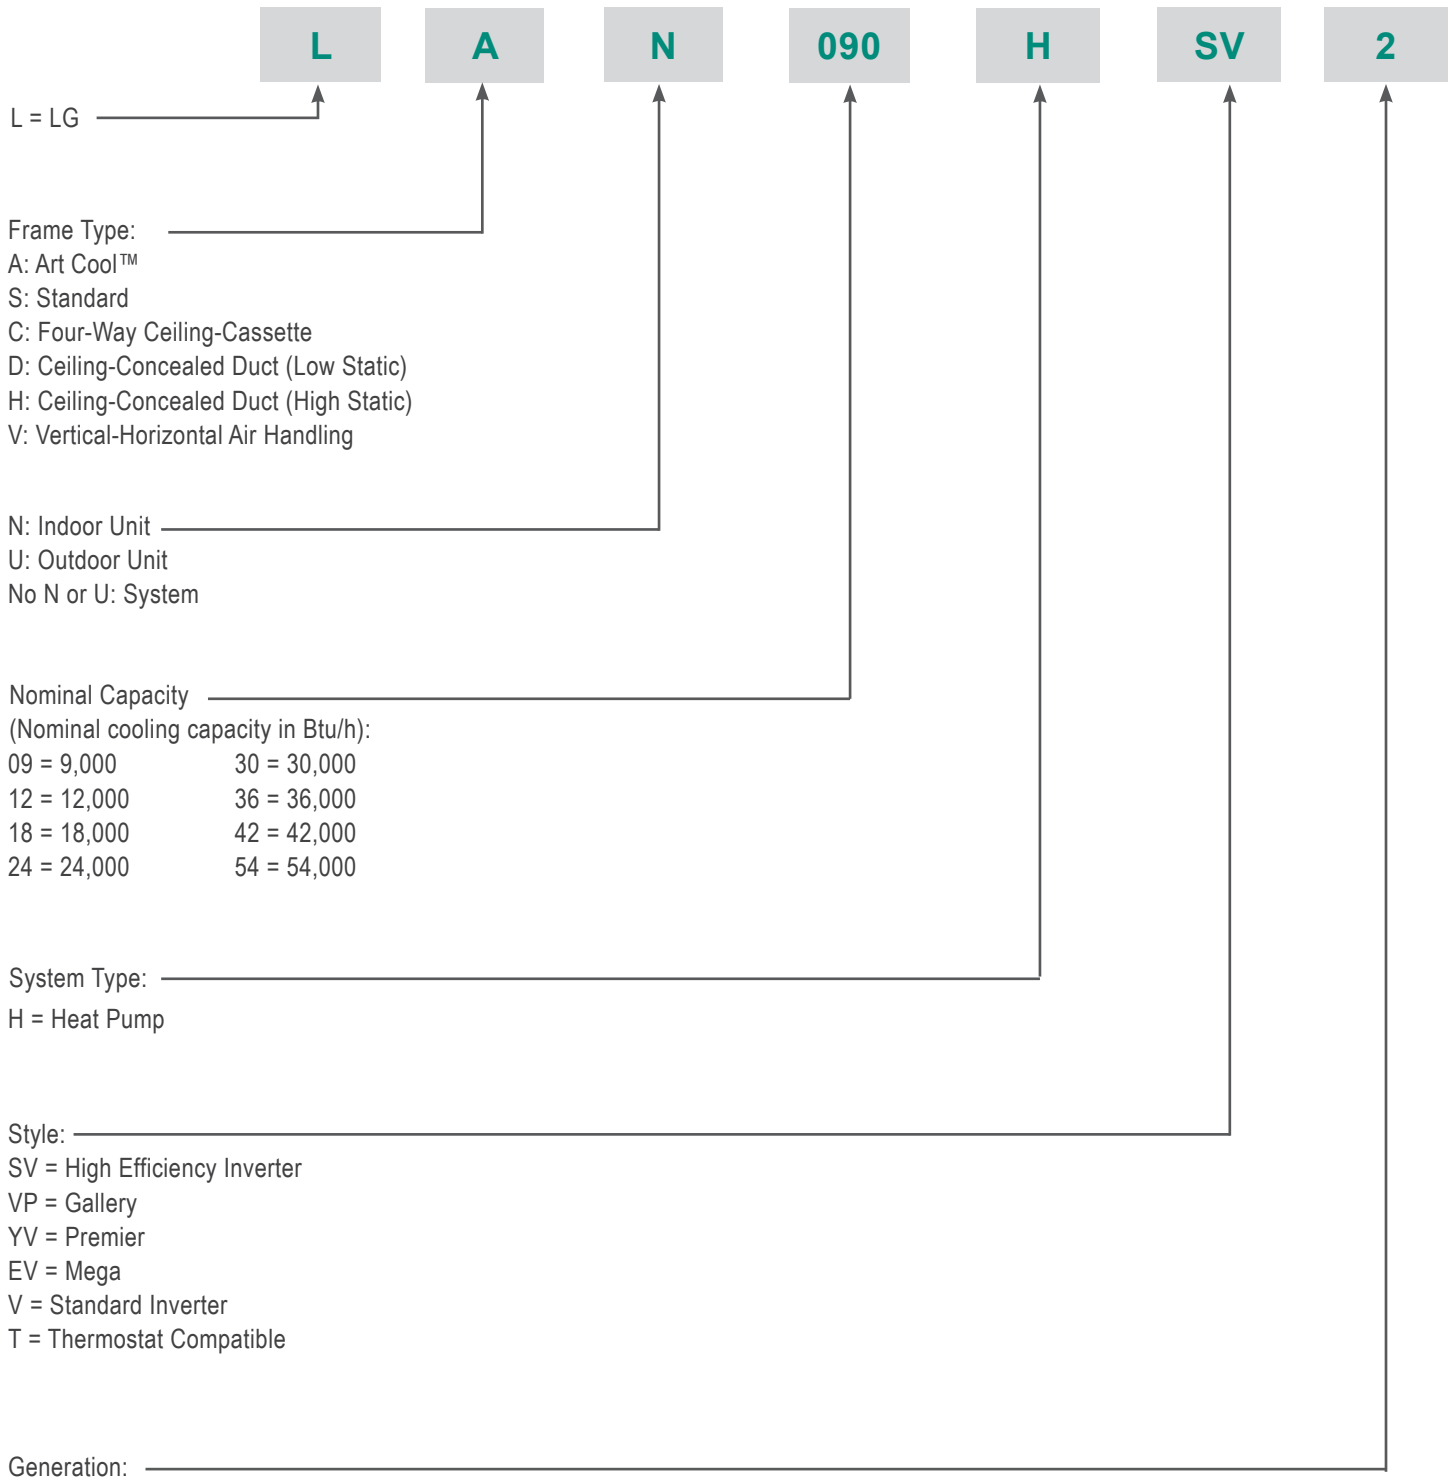 L A N 090 H SV 2
L = LG
Frame Type:
A: Art Cool™
S: Standard
C: Four-Way Ceiling-Cassette
D: Ceiling-Concealed Duct (Low Static)
H: Ceiling-Concealed Duct (High Static)
V: Vertical-Horizontal Air Handling
N: Indoor Unit
U: Outdoor Unit
No N or U: System
Nominal Capacity
(Nominal cooling capacity in Btu/h):
09 = 9,000 30 = 30,000
12 = 12,000 36 = 36,000
18 = 18,000 42 = 42,000
24 = 24,000 54 = 54,000
System Type:
H = Heat Pump
Style:
SV = High Efficiency Inverter
VP = Gallery
YV = Premier
EV = Mega
V = Standard Inverter
T = Thermostat Compatible
Generation: